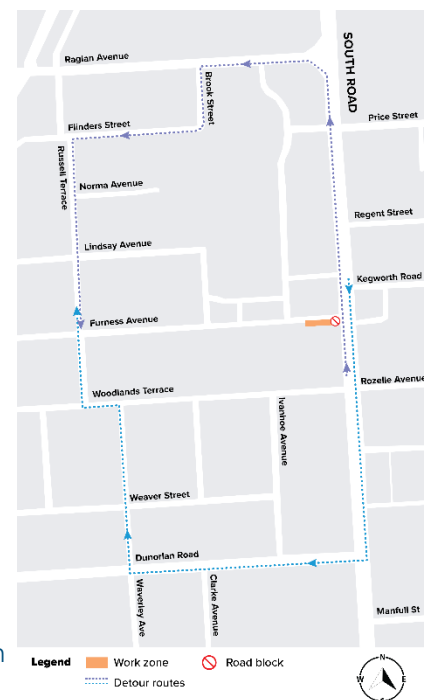 Ragian Avenue
SOUTH ROAD
Brook Street
Price Street
Flinders Street
Russell Terrace
Norma Avenue
Regent Street
Lindsay Avenue
Kegworth Road
Furness Avenue
Rozelle Avenue
Woodlands Terrace
Ivanhoe Avenue
Weaver Street
Dunorlan Road
Waverley Ave
Clarke Avenue
Manfull St
n
Legend
Work zone
Road block
Detour routes
N
W E
S